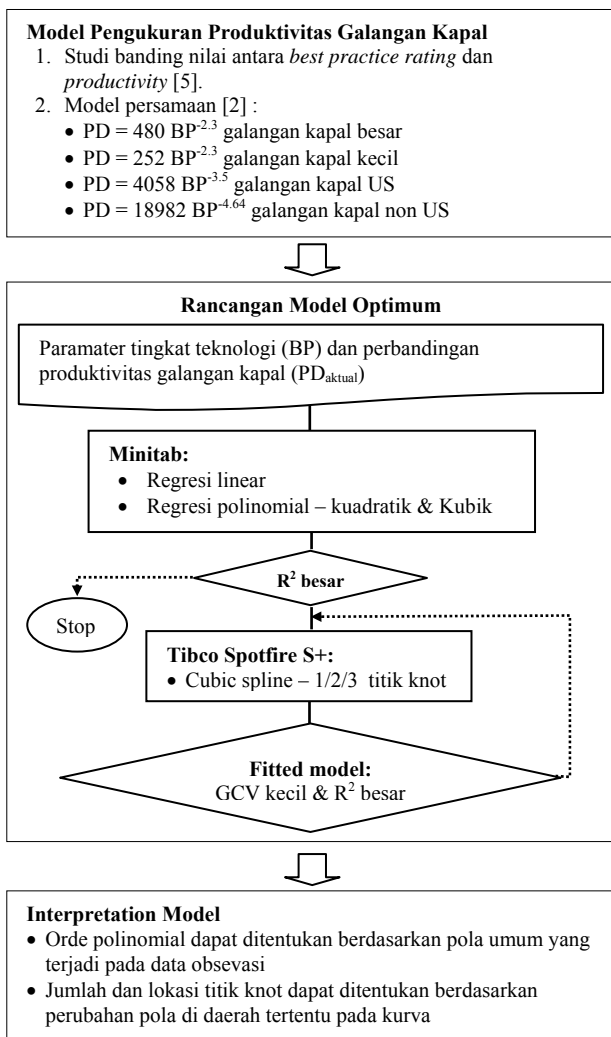 Model Pengukuran Produktivitas Galangan Kapal
1. Studi banding nilai antara best practice rating dan
productivity [5].
2. Model persamaan [2] :
• PD = 480 BP⁻²·³ galangan kapal besar
• PD = 252 BP⁻²·³ galangan kapal kecil
• PD = 4058 BP⁻³·⁵ galangan kapal US
• PD = 18982 BP⁻⁴·⁶⁴ galangan kapal non US
Rancangan Model Optimum
Paramater tingkat teknologi (BP) dan perbandingan
produktivitas galangan kapal (PDaktual)
Minitab:
• Regresi linear
• Regresi polinomial – kuadratik & Kubik
R² besar
Stop
Tibco Spotfire S+:
• Cubic spline – 1/2/3 titik knot
Fitted model:
GCV kecil & R² besar
Interpretation Model
• Orde polinomial dapat ditentukan berdasarkan pola umum yang
terjadi pada data obsevasi
• Jumlah dan lokasi titik knot dapat ditentukan berdasarkan
perubahan pola di daerah tertentu pada kurva